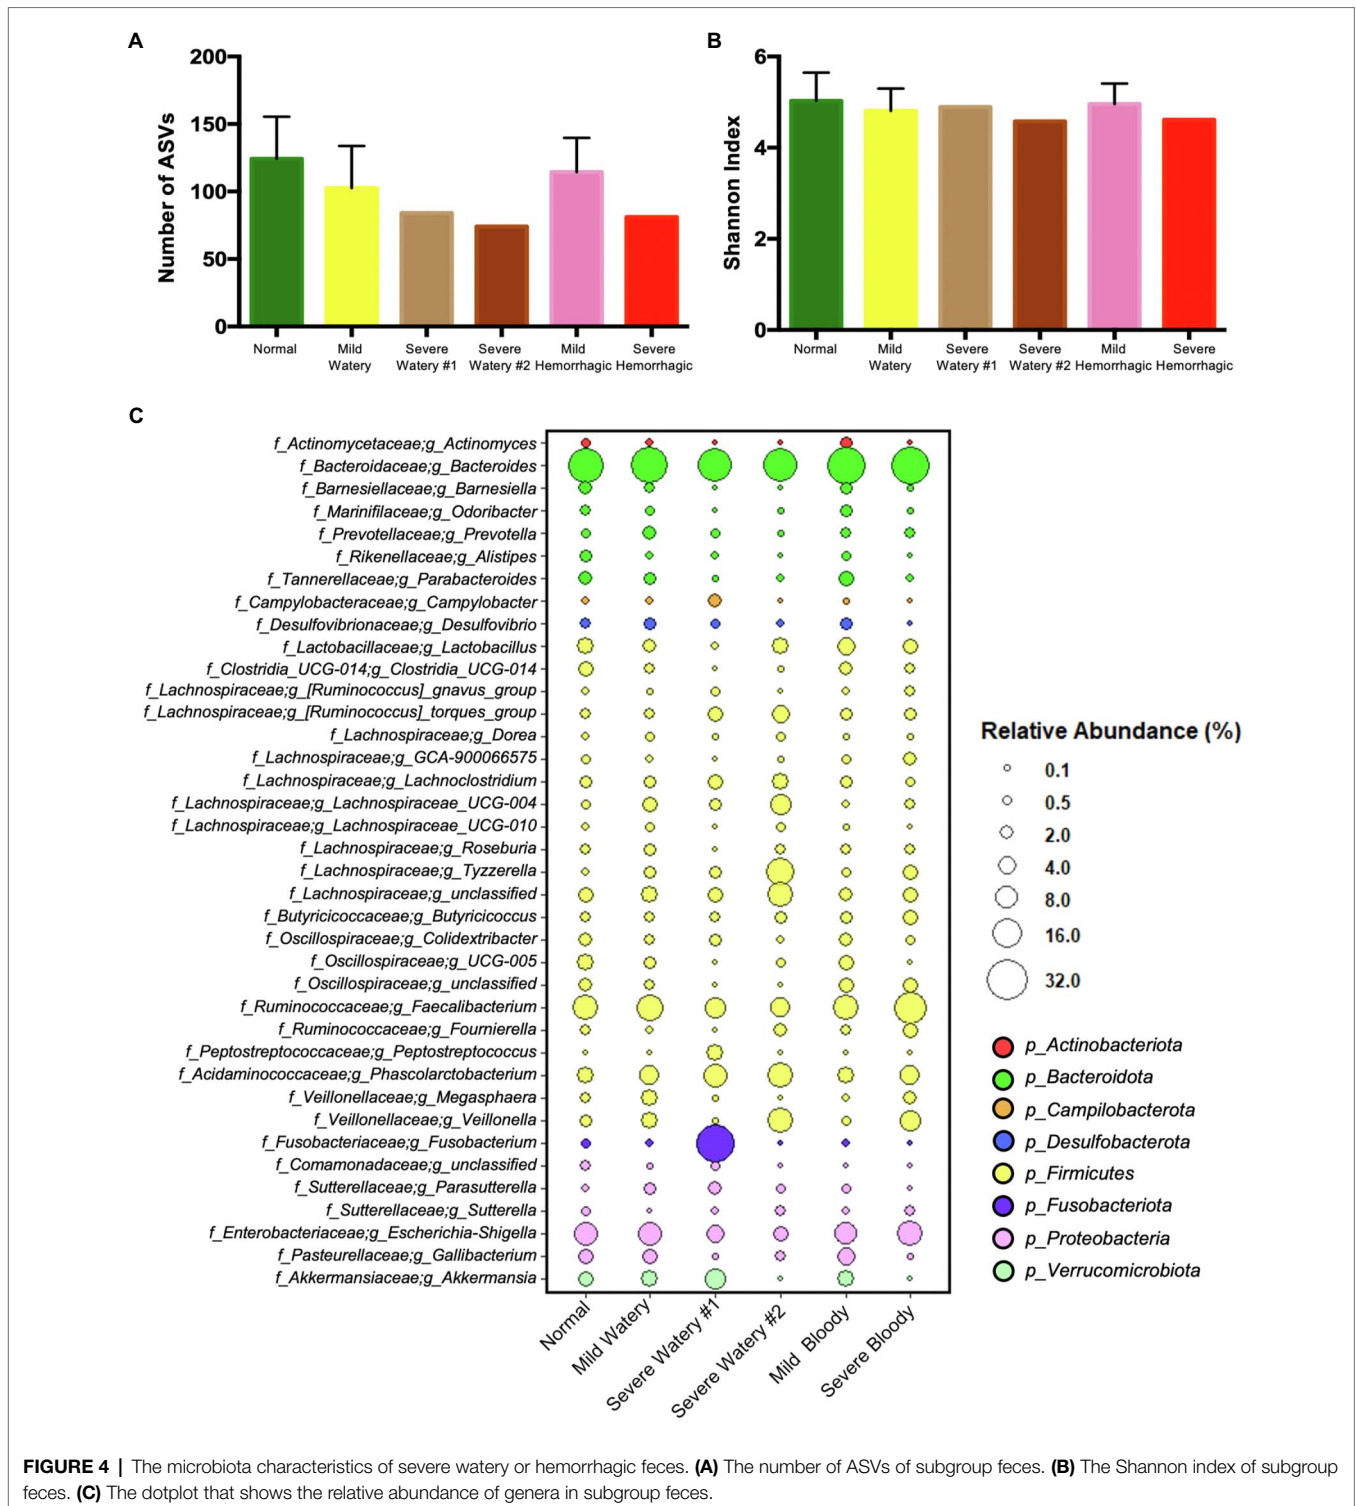 A
200
150
100
50
0
Number of ASVs
Normal
Mild
Watery
Severe
Watery #1
Severe
Watery #2
Mild
Hemorrhagic
Severe
Hemorrhagic
B
6
4
2
0
Shannon Index
Normal
Mild
Watery
Severe
Watery #1
Severe
Watery #2
Mild
Hemorrhagic
Severe
Hemorrhagic
C
f_Actinomycetaceae;g_Actinomyces
f_Bacteroidaceae;g_Bacteroides
f_Barnesiellaceae;g_Barnesiella
f_Marinifilaceae;g_Odoribacter
f_Prevotellaceae;g_Prevotella
f_Rikenellaceae;g_Alistipes
f_Tannerellaceae;g_Parabacteroides
f_Campylobacteraceae;g_Campylobacter
f_Desulfovibrionaceae;g_Desulfovibrio
f_Lactobacillaceae;g_Lactobacillus
f_Clostridia_UCG-014;g_Clostridia_UCG-014
f_Lachnospiraceae;g_[Ruminococcus]_gnavus_group
f_Lachnospiraceae;g_[Ruminococcus]_torques_group
f_Lachnospiraceae;g_Dorea
f_Lachnospiraceae;g_GCA-900066575
f_Lachnospiraceae;g_Lachnoclostridium
f_Lachnospiraceae;g_Lachnospiraceae_UCG-004
f_Lachnospiraceae;g_Lachnospiraceae_UCG-010
f_Lachnospiraceae;g_Roseburia
f_Lachnospiraceae;g_Tyzzerella
f_Lachnospiraceae;g_unclassified
f_Butyricicoccaceae;g_Butyricicoccus
f_Oscillospiraceae;g_Colidextribacter
f_Oscillospiraceae;g_UCG-005
f_Oscillospiraceae;g_unclassified
f_Ruminococcaceae;g_Faecalibacterium
f_Ruminococcaceae;g_Fournierella
f_Peptostreptococcaceae;g_Peptostreptococcus
f_Acidaminococcaceae;g_Phascolarctobacterium
f_Veillonellaceae;g_Megasphaera
f_Veillonellaceae;g_Veillonella
f_Fusobacteriaceae;g_Fusobacterium
f_Comamonadaceae;g_unclassified
f_Sutterellaceae;g_Parasutterella
f_Sutterellaceae;g_Sutterella
f_Enterobacteriaceae;g_Escherichia-Shigella
f_Pasteurellaceae;g_Gallibacterium
f_Akkermansiaceae;g_Akkermansia
Normal
Mild Watery
Severe Watery #1
Severe Watery #2
Mild Bloody
Severe Bloody
Relative Abundance (%)
0.1
0.5
2.0
4.0
8.0
16.0
32.0
p_Actinobacteriota
p_Bacteroidota
p_Campilobacterota
p_Desulfobacterota
p_Firmicutes
p_Fusobacteriota
p_Proteobacteria
p_Verrucomicrobiota
FIGURE 4 | The microbiota characteristics of severe watery or hemorrhagic feces. (A) The number of ASVs of subgroup feces. (B) The Shannon index of subgroup
feces. (C) The dotplot that shows the relative abundance of genera in subgroup feces.